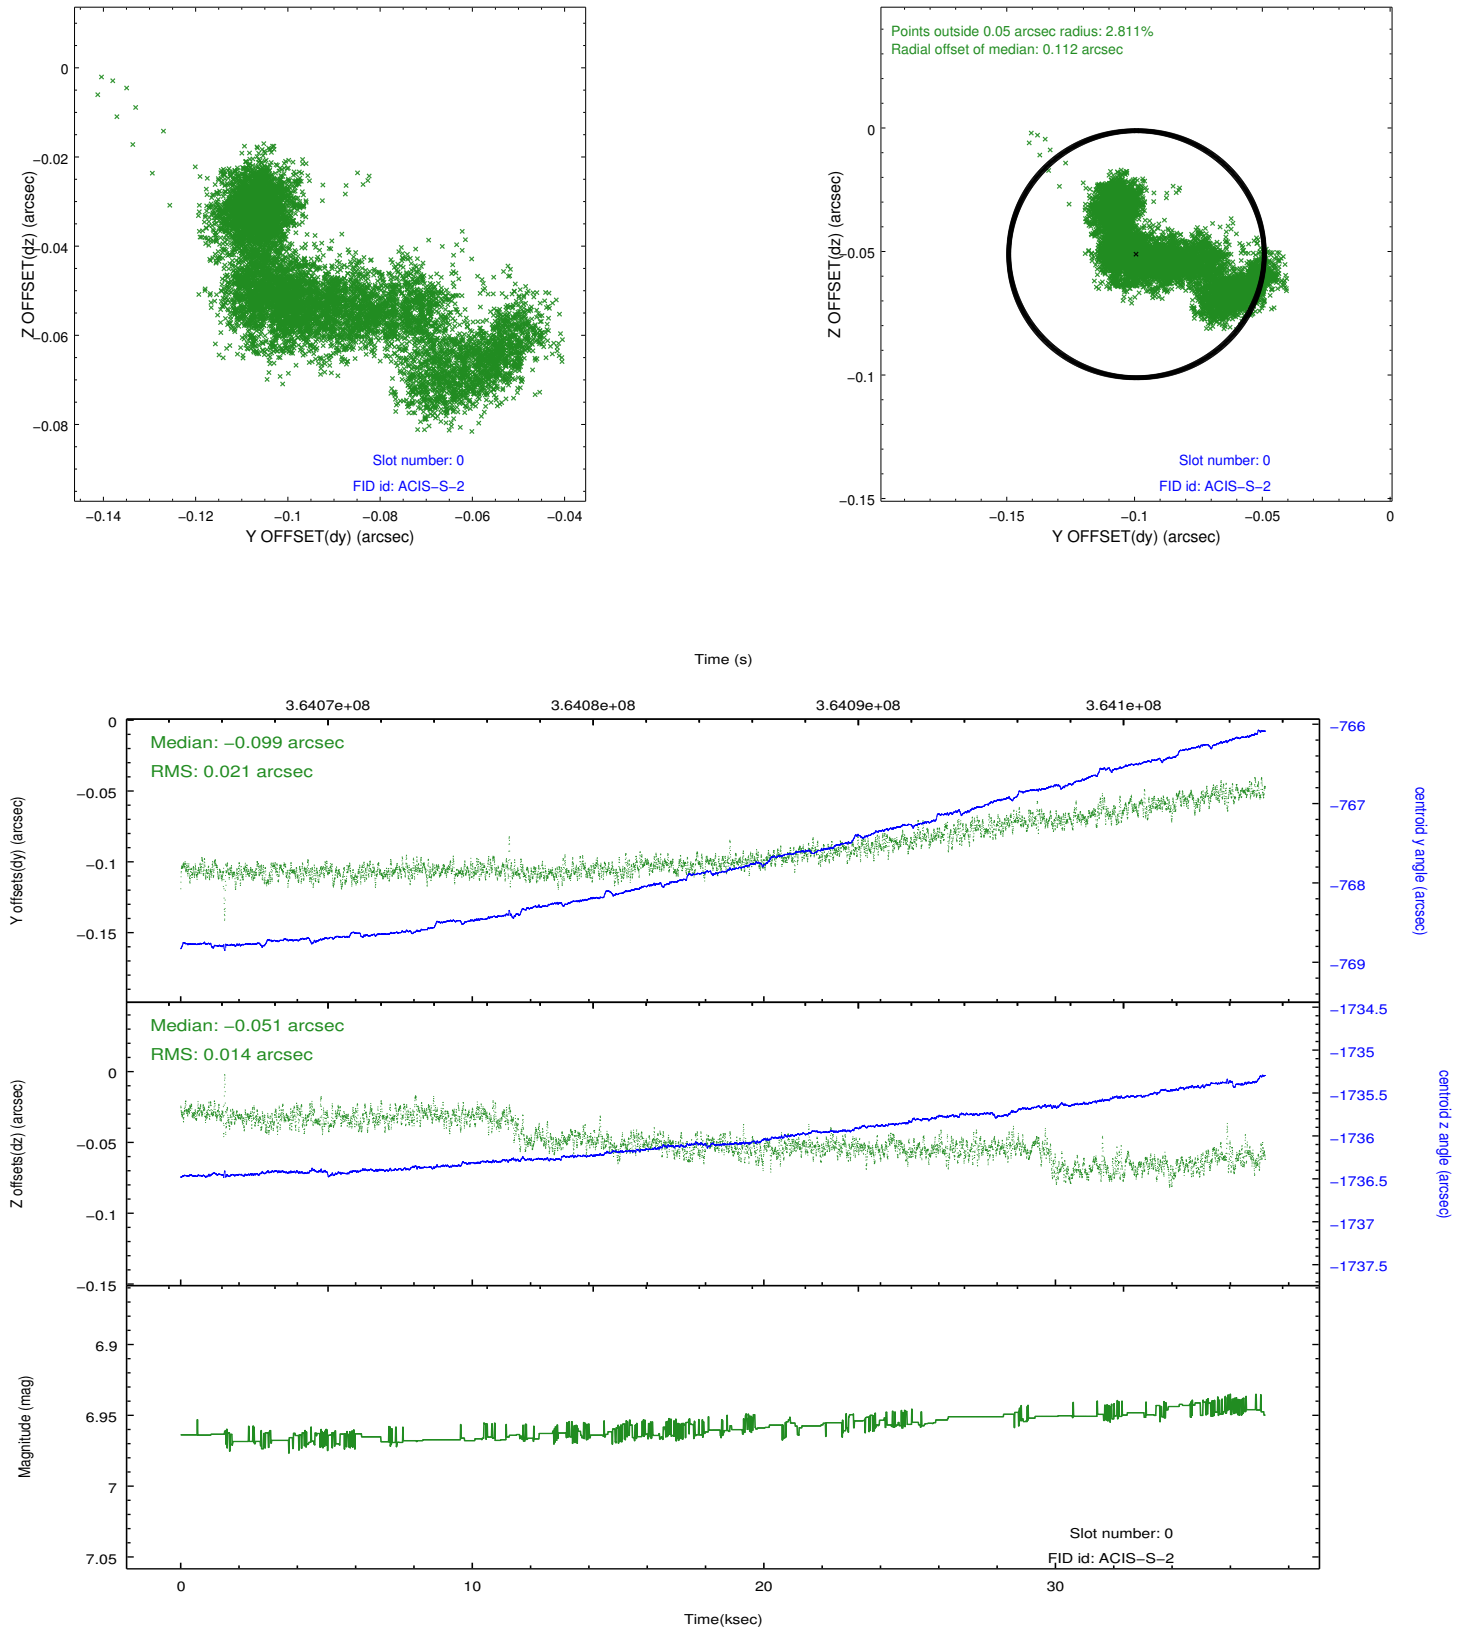 0
−0.02
−0.04
−0.06
−0.08
Z OFFSET(dz) (arcsec)
Slot number: 0
FID id: ACIS−S−2
−0.14 −0.12 −0.1 −0.08 −0.06 −0.04
Y OFFSET(dy) (arcsec)
Points outside 0.05 arcsec radius: 2.811%
Radial offset of median: 0.112 arcsec
0
−0.05
−0.1
−0.15
Z OFFSET(dz) (arcsec)
Slot number: 0
FID id: ACIS−S−2
−0.15 −0.1 −0.05 0
Y OFFSET(dy) (arcsec)
Time (s)
3.6407e+08 3.6408e+08 3.6409e+08 3.641e+08
Median: −0.099 arcsec
RMS: 0.021 arcsec
0
−0.05
−0.1
−0.15
Y offsets(dy) (arcsec)
−766
−767
−768
−769
centroid y angle (arcsec)
Median: −0.051 arcsec
RMS: 0.014 arcsec
0
−0.05
−0.1
−0.15
Z offsets(dz) (arcsec)
−1734.5
−1735
−1735.5
−1736
−1736.5
−1737
−1737.5
centroid z angle (arcsec)
6.9
6.95
7
7.05
Magnitude (mag)
Slot number: 0
FID id: ACIS−S−2
0 10 20 30
Time(ksec)